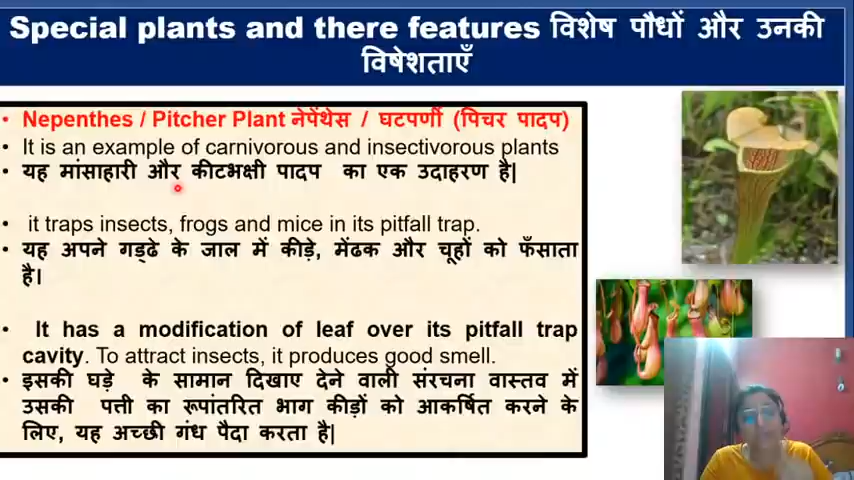 Special plants and there features विशेष पौधों और उनकी
विषेशताएँ
• Nepenthes / Pitcher Plant नेपेंथेस / घटपर्णी (पिचर पादप)
• It is an example of carnivorous and insectivorous plants
• यह मांसाहारी और कीटभक्षी पादप का एक उदाहरण है|
• it traps insects, frogs and mice in its pitfall trap.
• यह अपने गड्ढे के जाल में कीड़े, मेंढक और चूहों को फँसाता
है।
• It has a modification of leaf over its pitfall trap
cavity. To attract insects, it produces good smell.
• इसकी घड़े के सामान दिखाए देने वाली संरचना वास्तव में
उसकी पत्ती का रूपांतरित भाग कीड़ों को आकर्षित करने के
लिए, यह अच्छी गंध पैदा करता है|